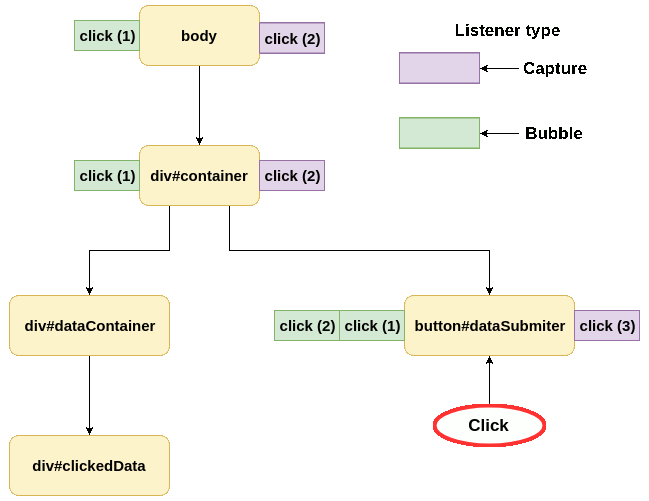 click (1)
body
click (2)
Listener type
Capture
Bubble
click (1)
div#container
click (2)
div#dataContainer
click (2)
click (1)
button#dataSubmiter
click (3)
Click
div#clickedData